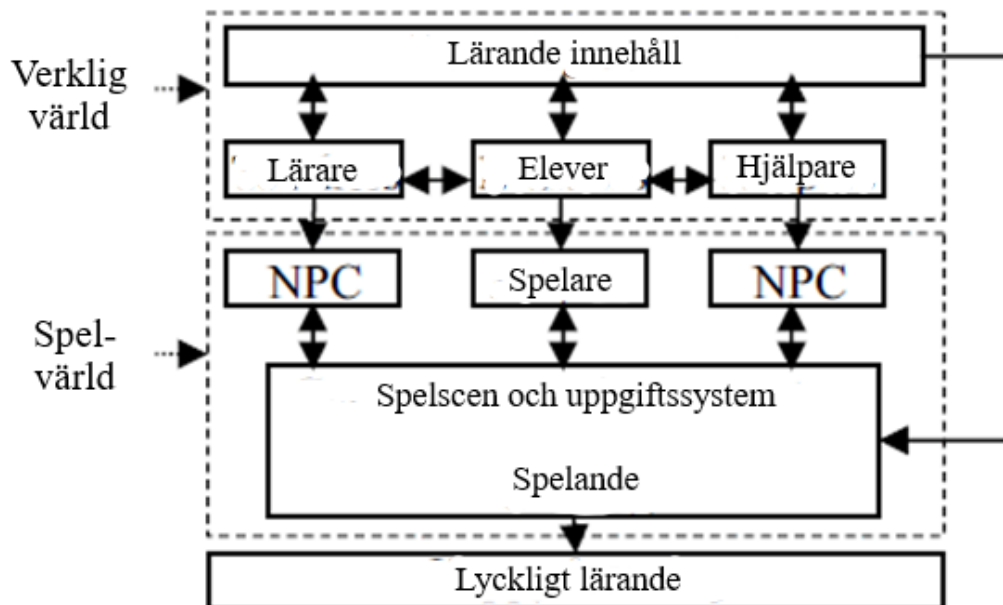 Lärande innehåll
Verklig
värld
Lärare
Elever
Hjälpare
NPC
Spelare
NPC
Spel-
värld
Spelscen och uppgiftssystem
Spelande
Lyckligt lärande